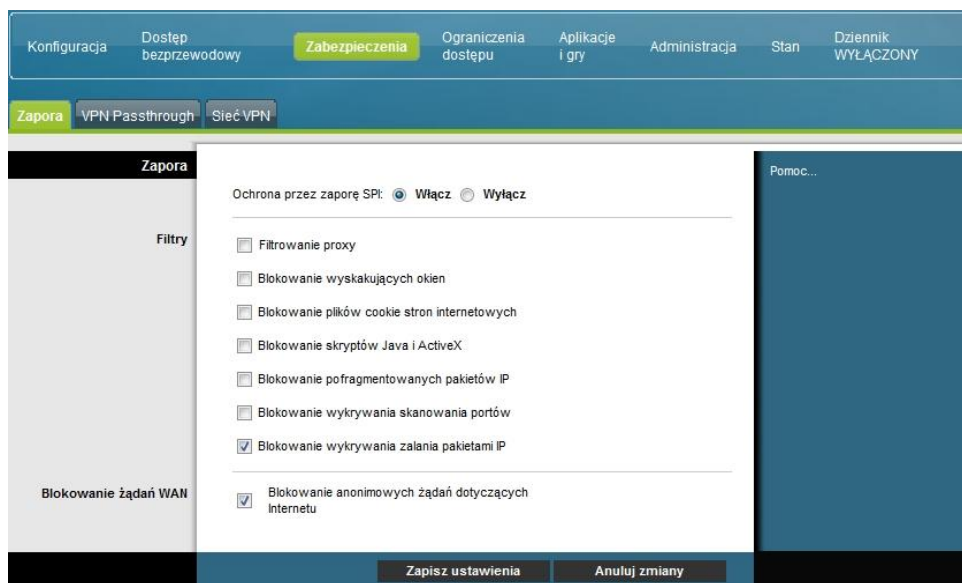 Konfiguracja
Dostęp
bezprzewodowy
Zabezpieczenia
Ograniczenia
dostępu
Aplikacje
i gry
Administracja
Stan
Dziennik
WYŁĄCZONY
Zapora
VPN Passthrough
Sieć VPN
Zapora
Pomoc...
Ochrona przez zaporę SPI: Włącz Wyłącz
Filtry
Filtrowanie proxy
Blokowanie wyskakujących okien
Blokowanie plików cookie stron internetowych
Blokowanie skryptów Java i ActiveX
Blokowanie pofragmentowanych pakietów IP
Blokowanie wykrywania skanowania portów
Blokowanie wykrywania zalania pakietami IP
Blokowanie żądań WAN
Blokowanie anonimowych żądań dotyczących
Internetu
Zapisz ustawienia
Anuluj zmiany